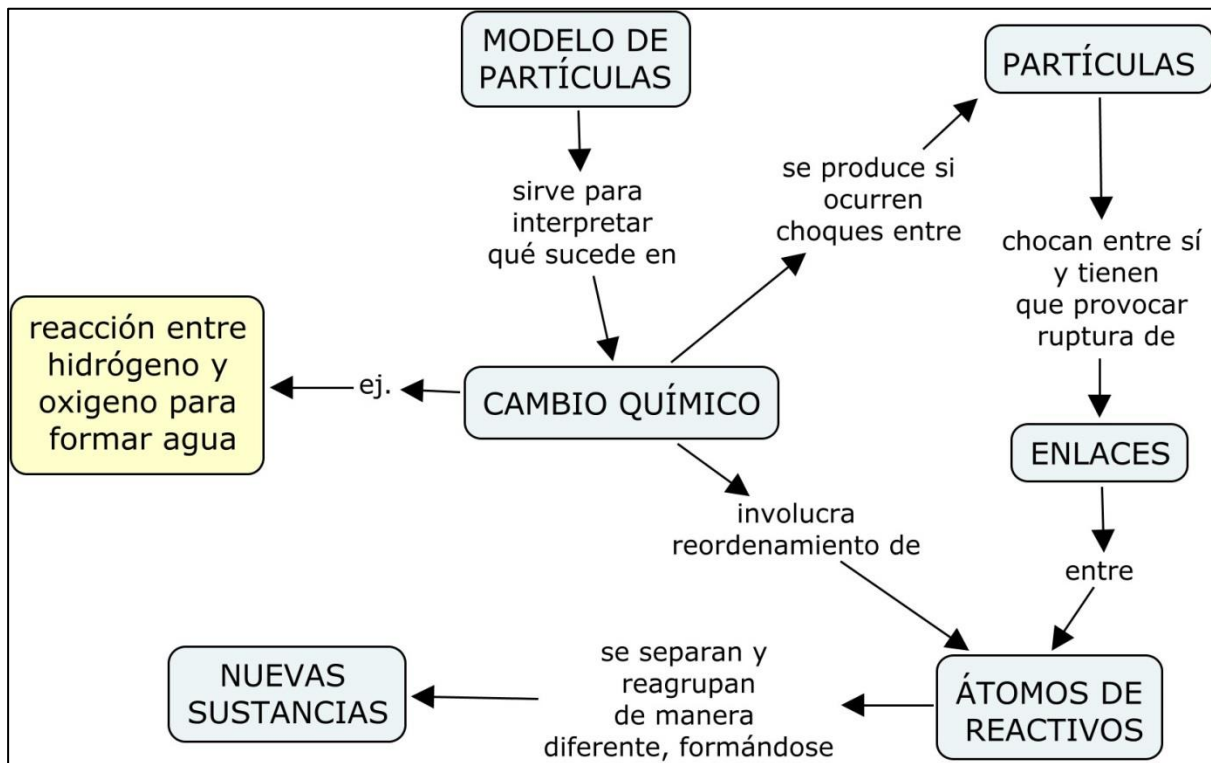 MODELO DE
PARTÍCULAS
PARTÍCULAS
sirve para
interpretar
qué sucede en
se produce si
ocurren
choques entre
chocan entre sí
y tienen
que provocar
ruptura de
reacción entre
hidrógeno y
oxigeno para
formar agua
ej.
CAMBIO QUÍMICO
ENLACES
involucra
reordenamiento de
entre
NUEVAS
SUSTANCIAS
se separan y
reagrupan
de manera
diferente, formándose
ÁTOMOS DE
REACTIVOS